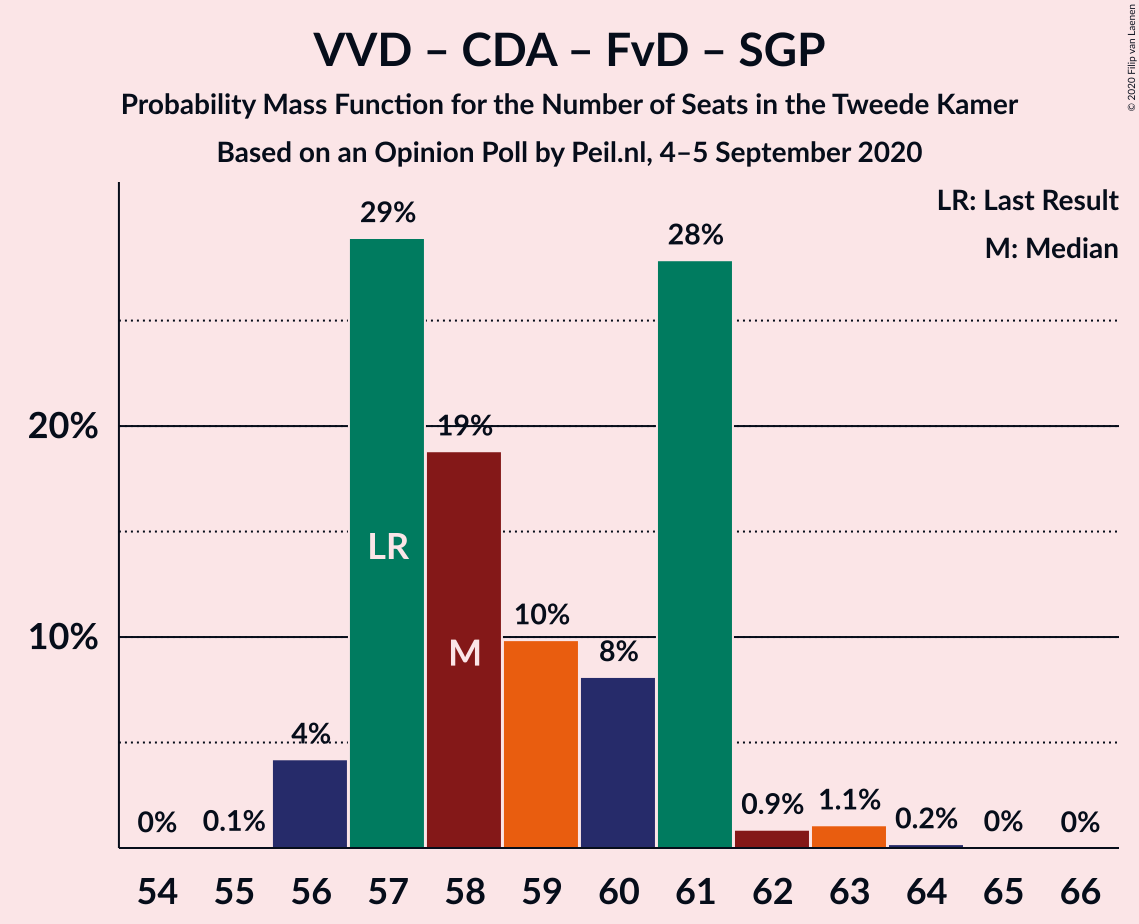 VVD – CDA – FvD – SGP
Probability Mass Function for the Number of Seats in the Tweede Kamer
Based on an Opinion Poll by Peil.nl, 4–5 September 2020
© 2020 Filip van Laenen
LR: Last Result
M: Median
29%
28%
20%
19%
LR
10%
10%
M
8%
4%
0%
0.1%
0.9%
1.1%
0.2%
0%
0%
54 55 56 57 58 59 60 61 62 63 64 65 66